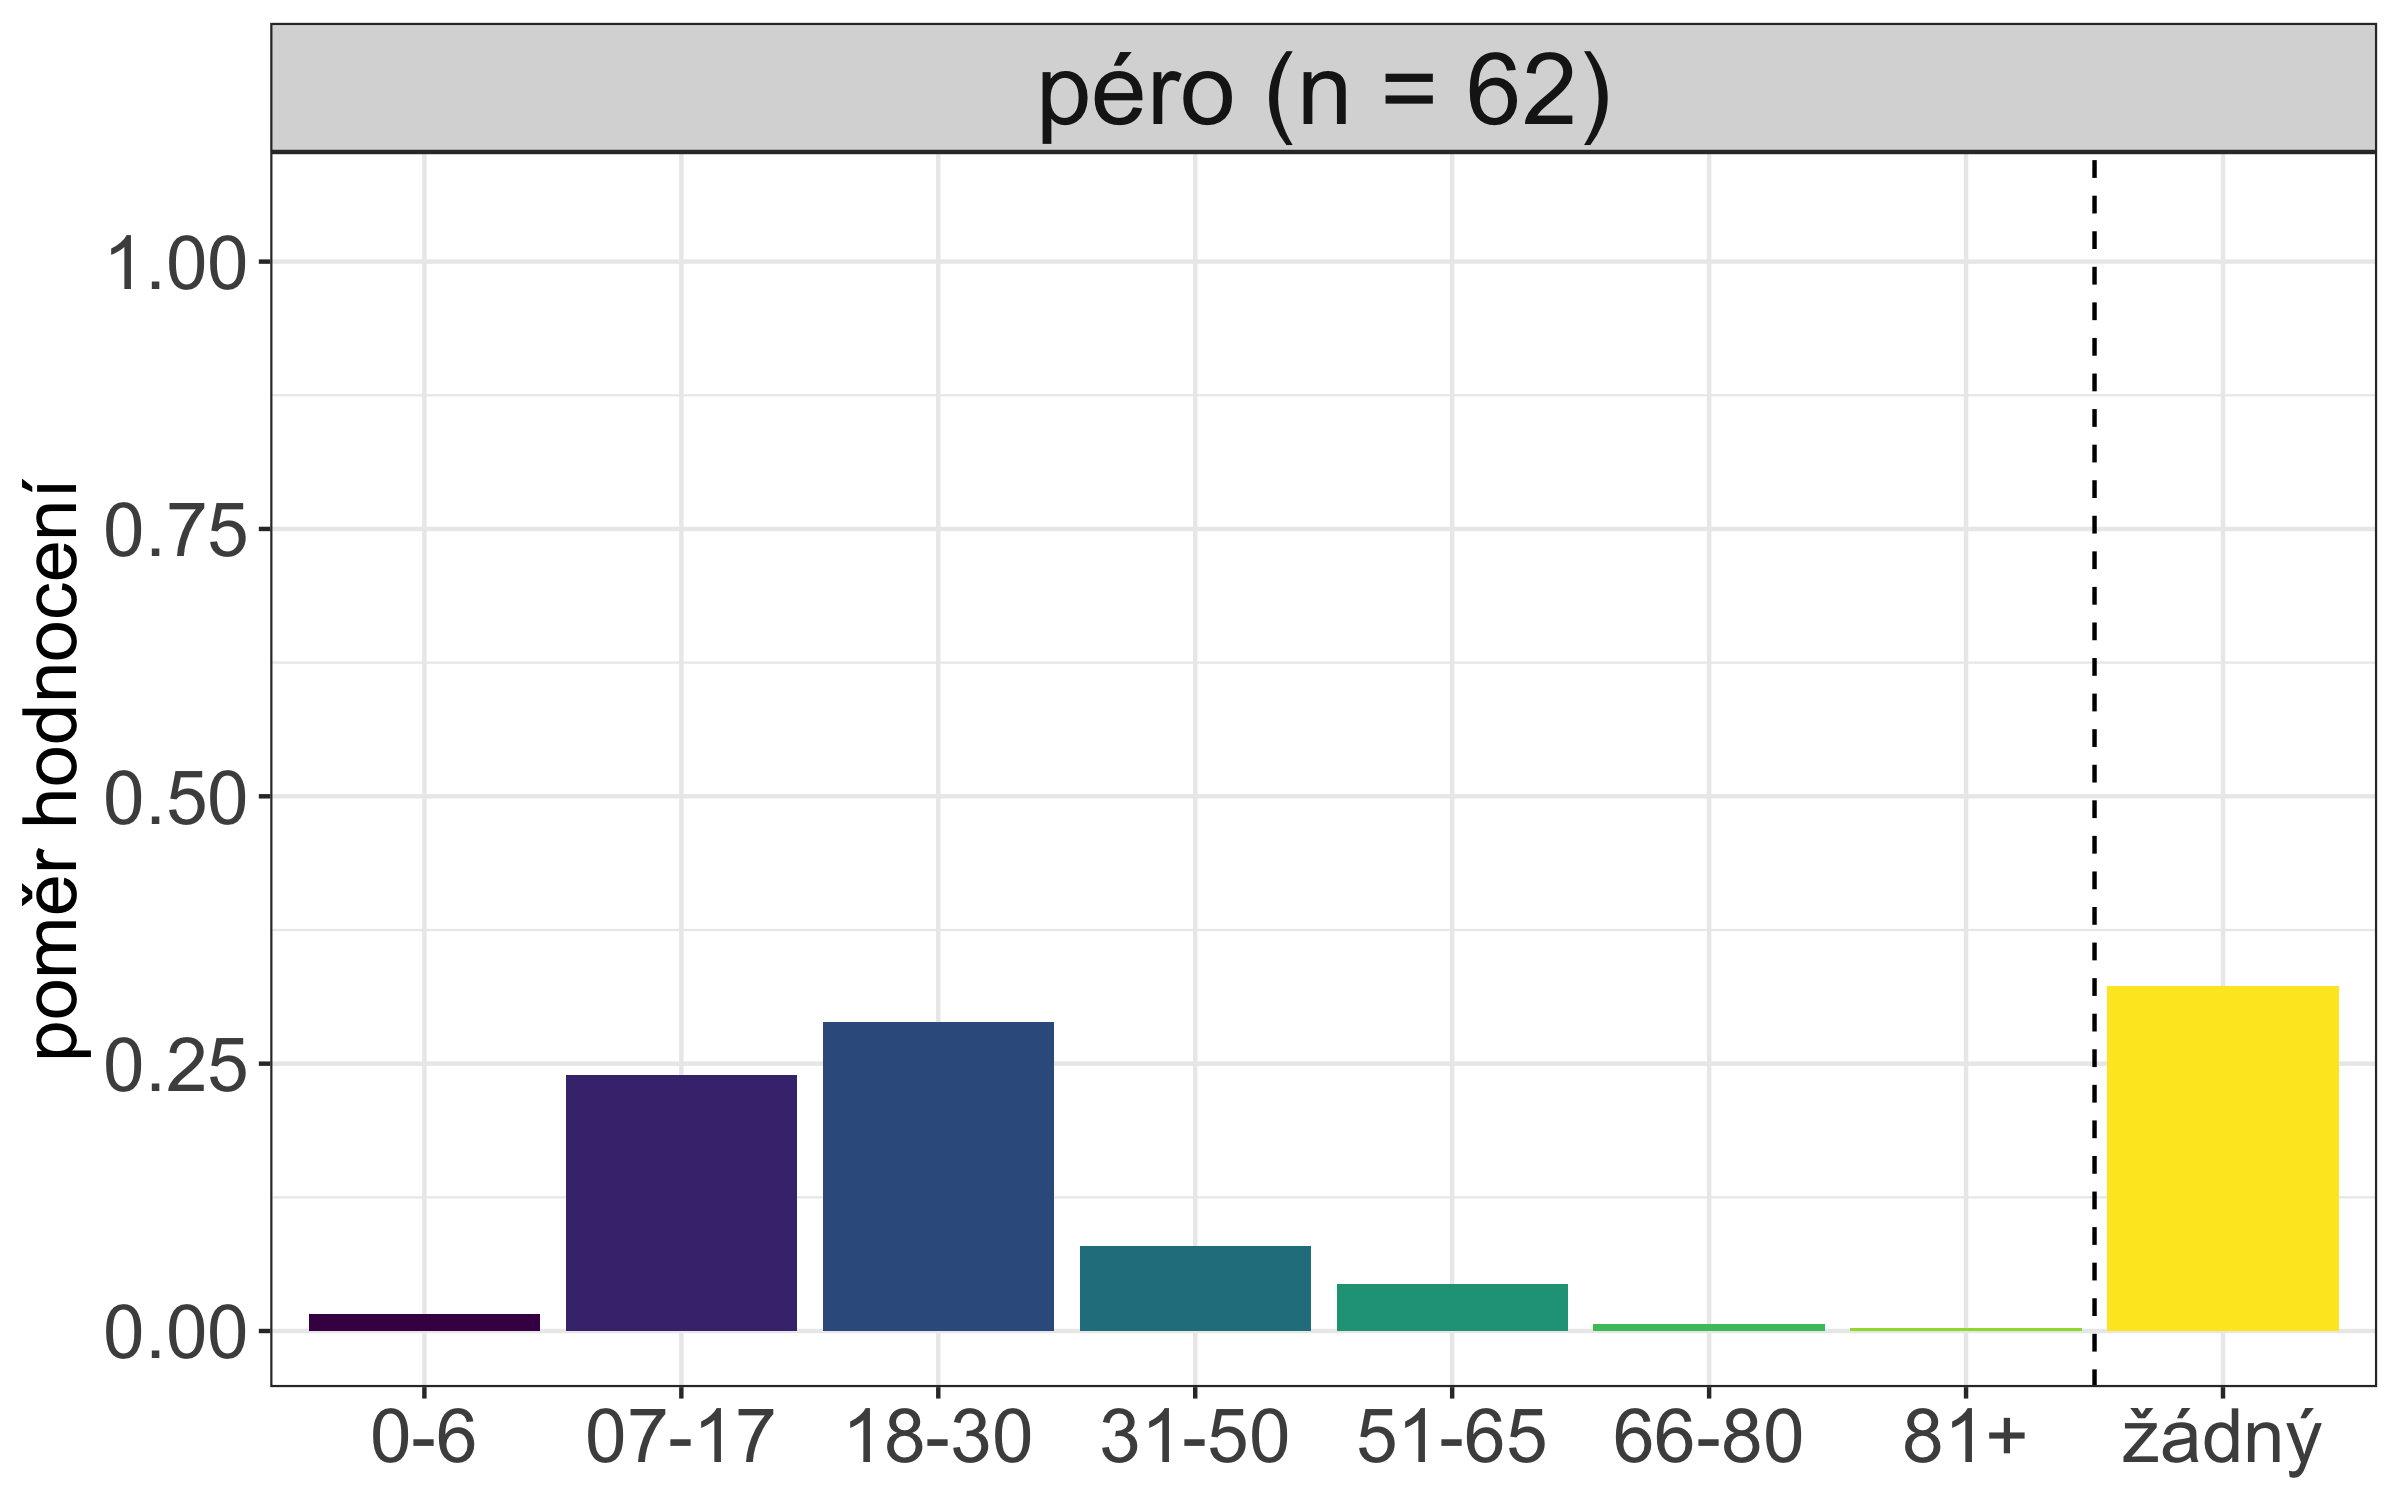 péro (n = 62)
poměr hodnocení
1.00
0.75
0.50
0.25
0.00
0-6 07-17 18-30 31-50 51-65 66-80 81+ žádný